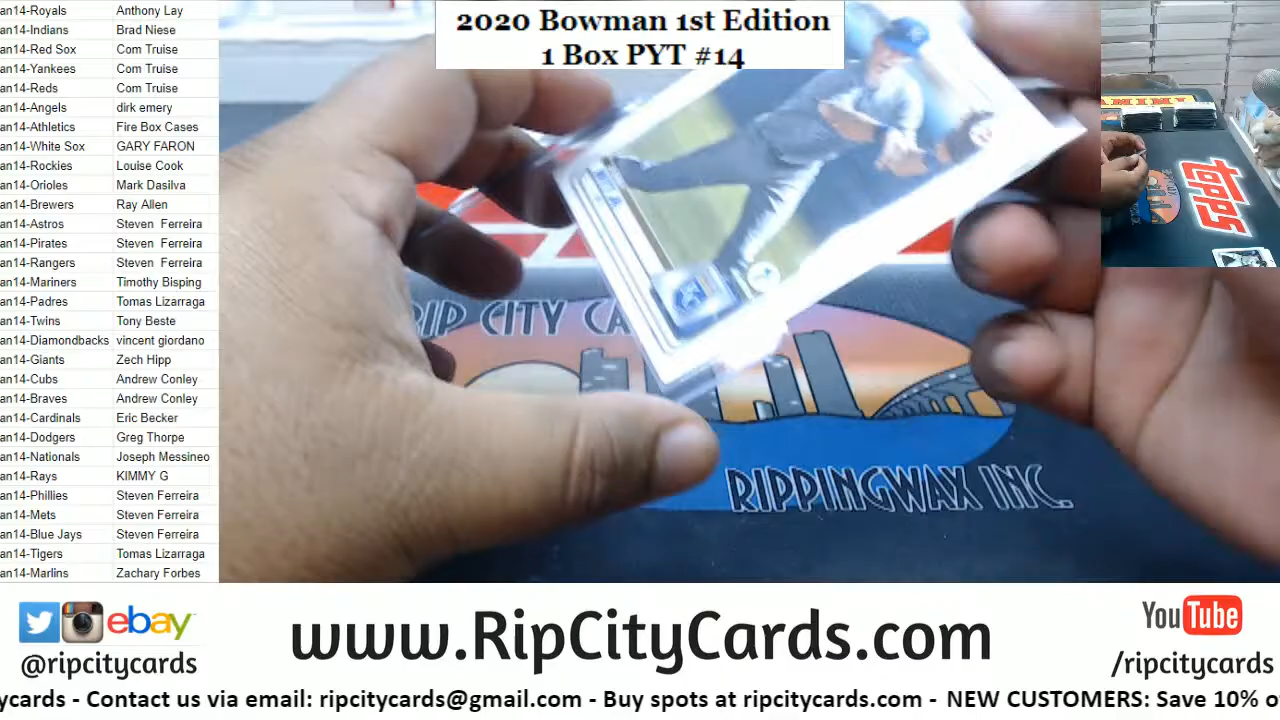 2020 Bowman 1st Edition
1 Box PYT #14
an14-Royals Anthony Lay
an14-Indians Brad Niese
an14-Red Sox Com Truise
an14-Yankees Com Truise
an14-Reds Com Truise
an14-Angels dirk emery
an14-Athletics Fire Box Cases
an14-White Sox GARY FARON
an14-Rockies Louise Cook
an14-Orioles Mark Dasilva
an14-Brewers Ray Allen
an14-Astros Steven Ferreira
an14-Pirates Steven Ferreira
an14-Rangers Steven Ferreira
an14-Mariners Timothy Bisping
an14-Padres Tomas Lizarraga
an14-Twins Tony Beste
an14-Diamondbacks vincent giordano
an14-Giants Zech Hipp
an14-Cubs Andrew Conley
an14-Braves Andrew Conley
an14-Cardinals Eric Becker
an14-Dodgers Greg Thorpe
an14-Nationals Joseph Messineo
an14-Rays KIMMY G
an14-Phillies Steven Ferreira
an14-Mets Steven Ferreira
an14-Blue Jays Steven Ferreira
an14-Tigers Tomas Lizarraga
an14-Marlins Zachary Forbes
topps
RIP CITY CA
RIPPINGWAX INC.
ebay
@ripcitycards
www.RipCityCards.com
YouTube
/ripcitycards
ycards - Contact us via email: ripcitycards@gmail.com - Buy spots at ripcitycards.com - NEW CUSTOMERS: Save 10% o